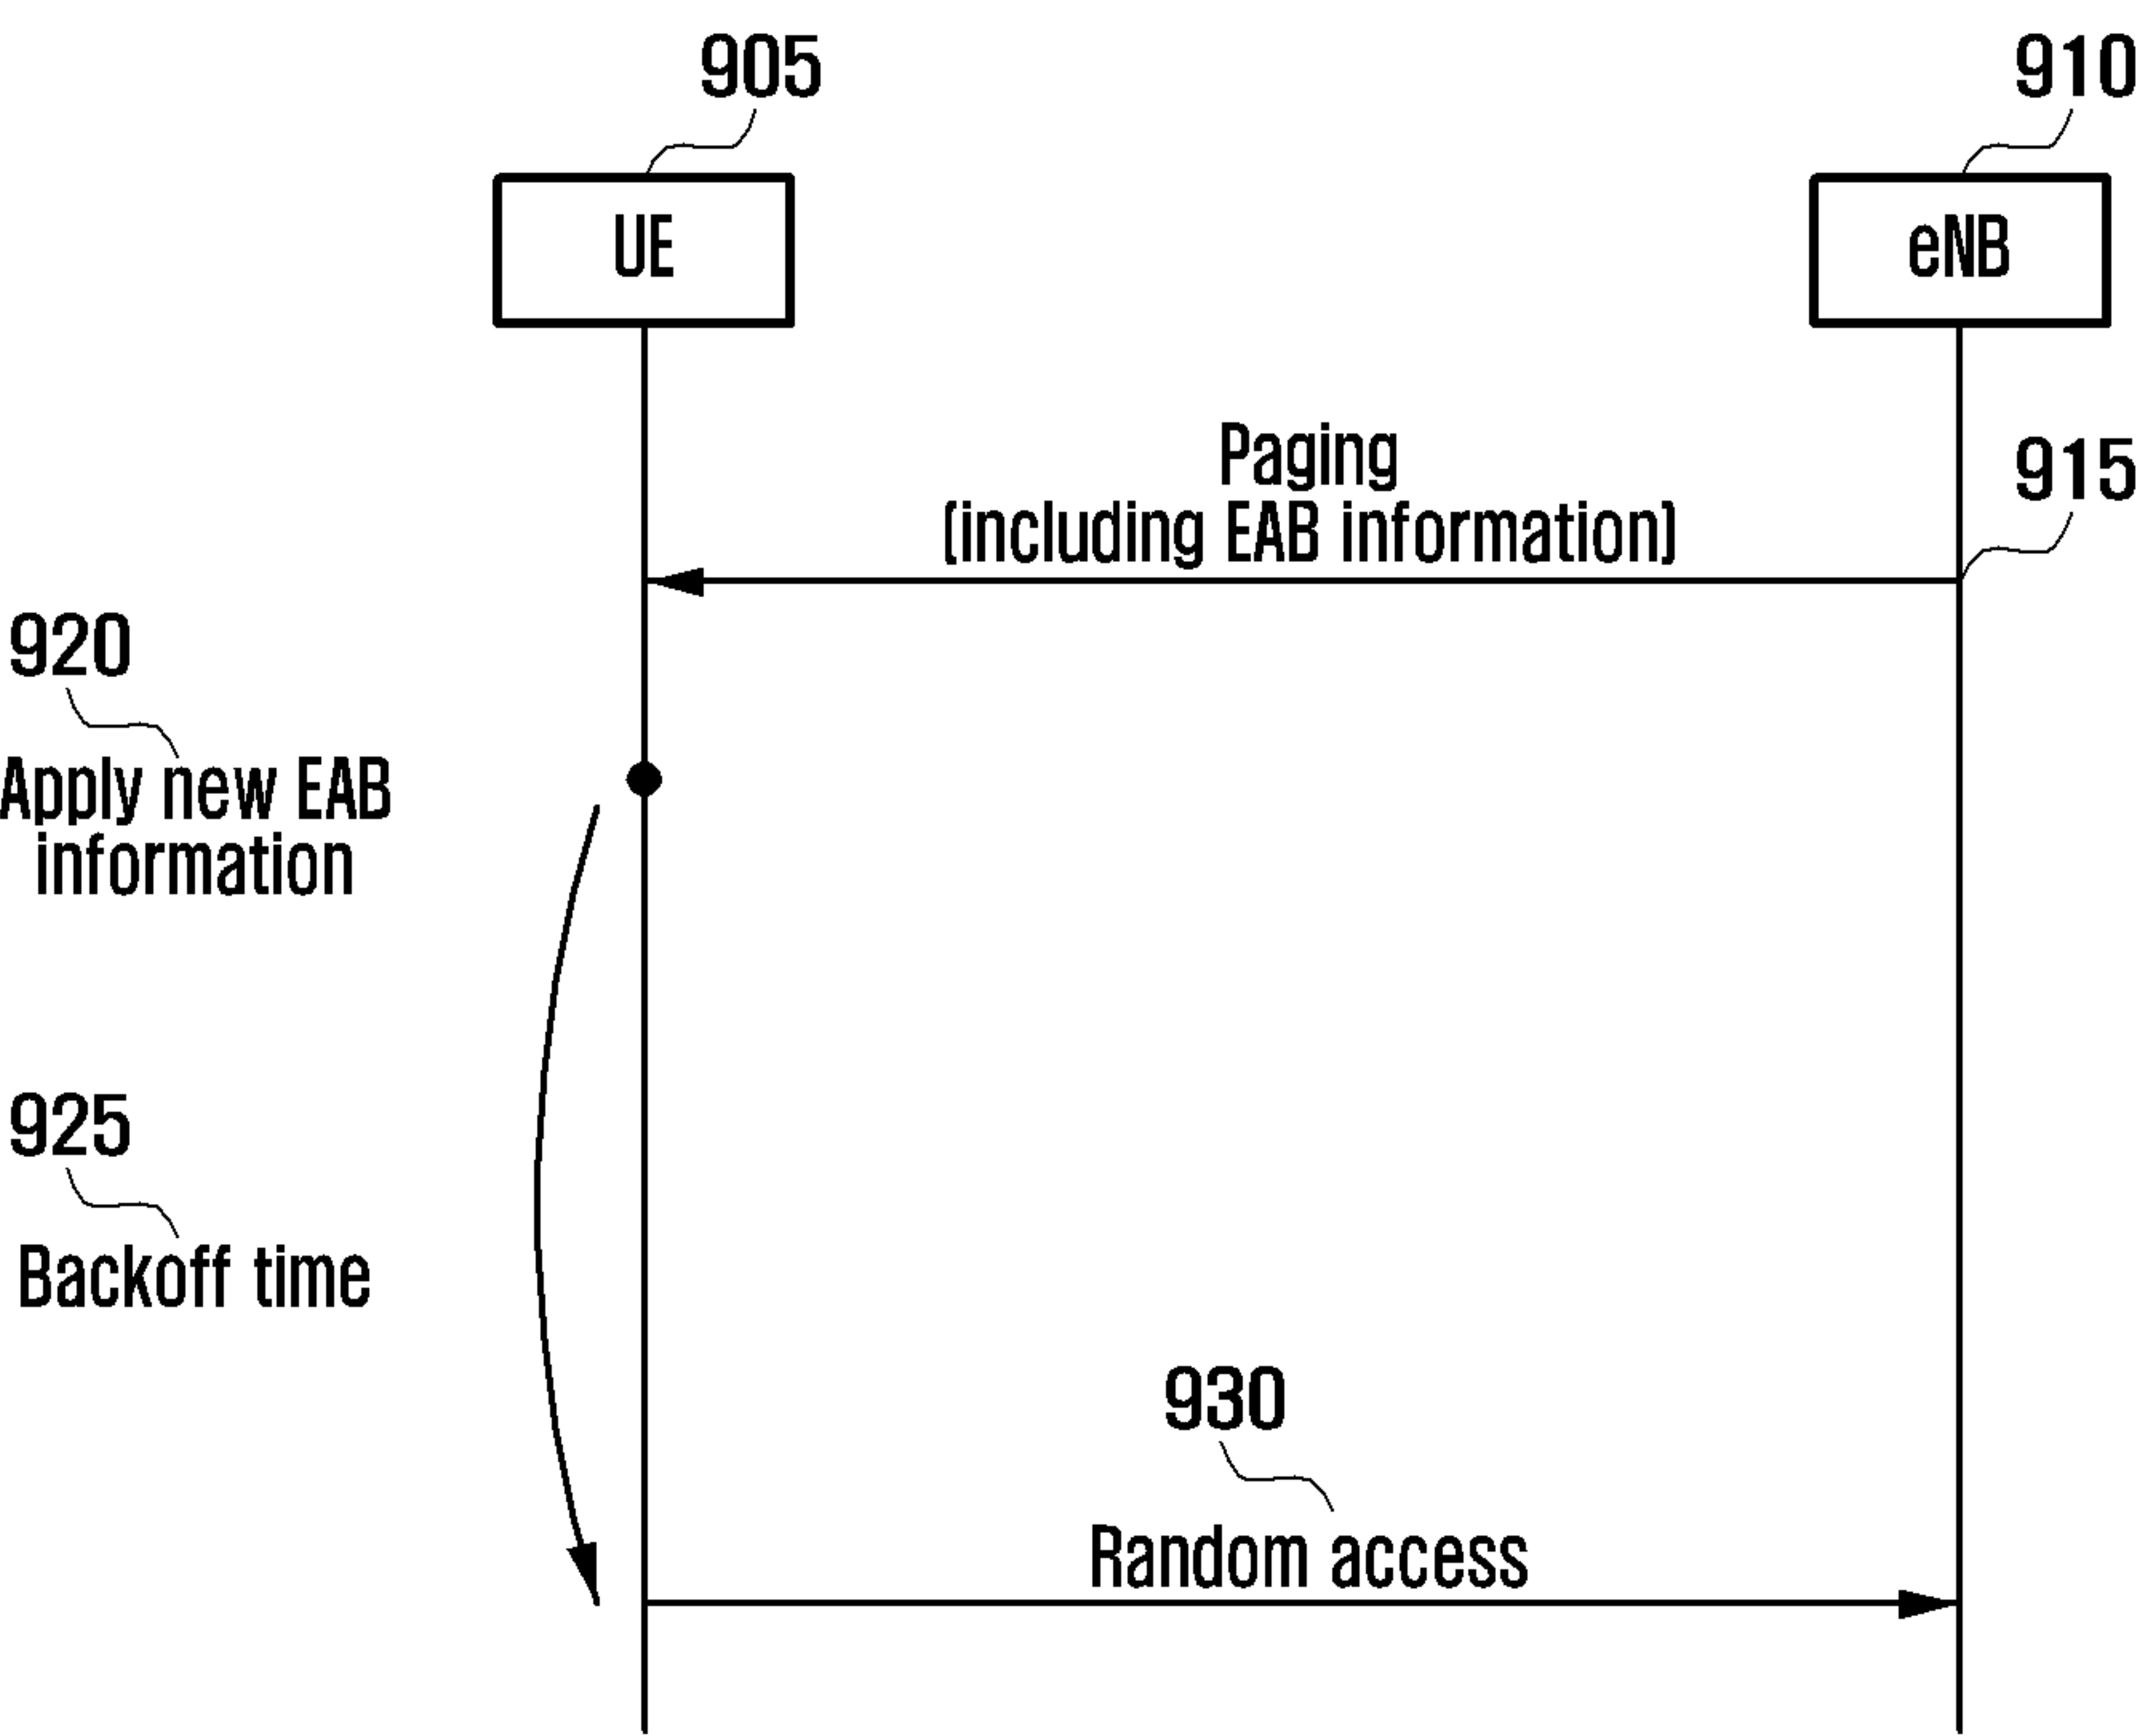 905
910
UE
eNB
Paging
(including EAB information)
915
920
Apply new EAB
information
925
Backoff time
930
Random access